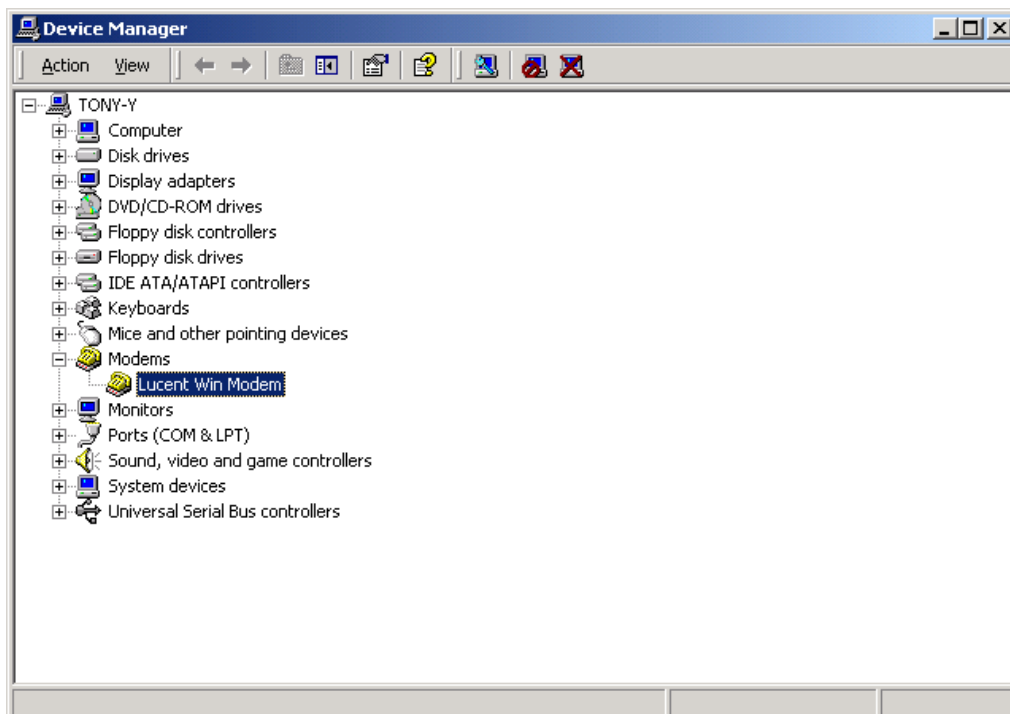 Device Manager
Action View
TONY-Y
Computer
Disk drives
Display adapters
DVD/CD-ROM drives
Floppy disk controllers
Floppy disk drives
IDE ATA/ATAPI controllers
Keyboards
Mice and other pointing devices
Modems
Lucent Win Modem
Monitors
Ports (COM & LPT)
Sound, video and game controllers
System devices
Universal Serial Bus controllers